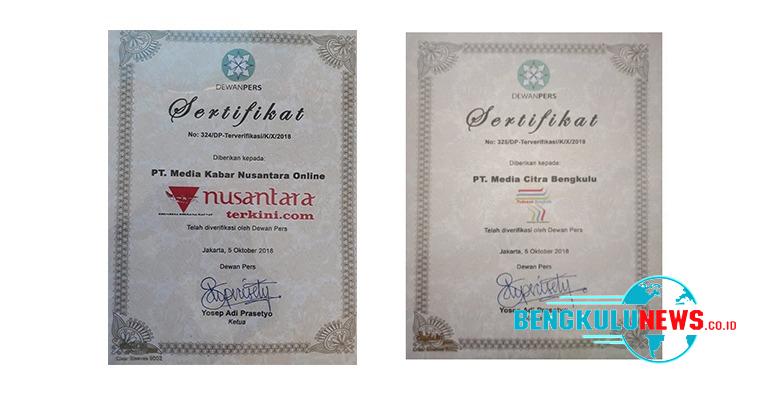 DEWANPERS
Sertifikat
No: 324/DP-Terverifikasi/K/X/2018
Diberikan kepada:
PT. Media Kabar Nusantara Online
nusantara
terkini.com
Telah diverifikasi oleh Dewan Pers
Jakarta, 5 Oktober 2018
Dewan Pers
Yosep Adi Prasetyo
Ketua
DEWANPERS
Sertifikat
No: 325/DP-Terverifikasi/K/X/2018
Diberikan kepada:
PT. Media Citra Bengkulu
Telah diverifikasi oleh Dewan Pers
Jakarta, 5 Oktober 2018
Dewan Pers
Yosep Adi
BENGKULUNEWS.CO.ID